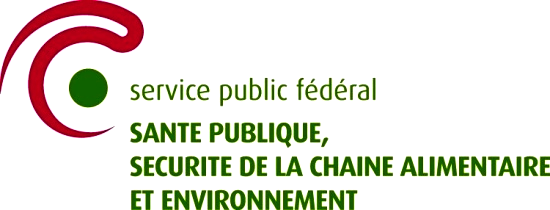 service public fédéral
SANTE PUBLIQUE,
SECURITE DE LA CHAINE ALIMENTAIRE
ET ENVIRONNEMENT